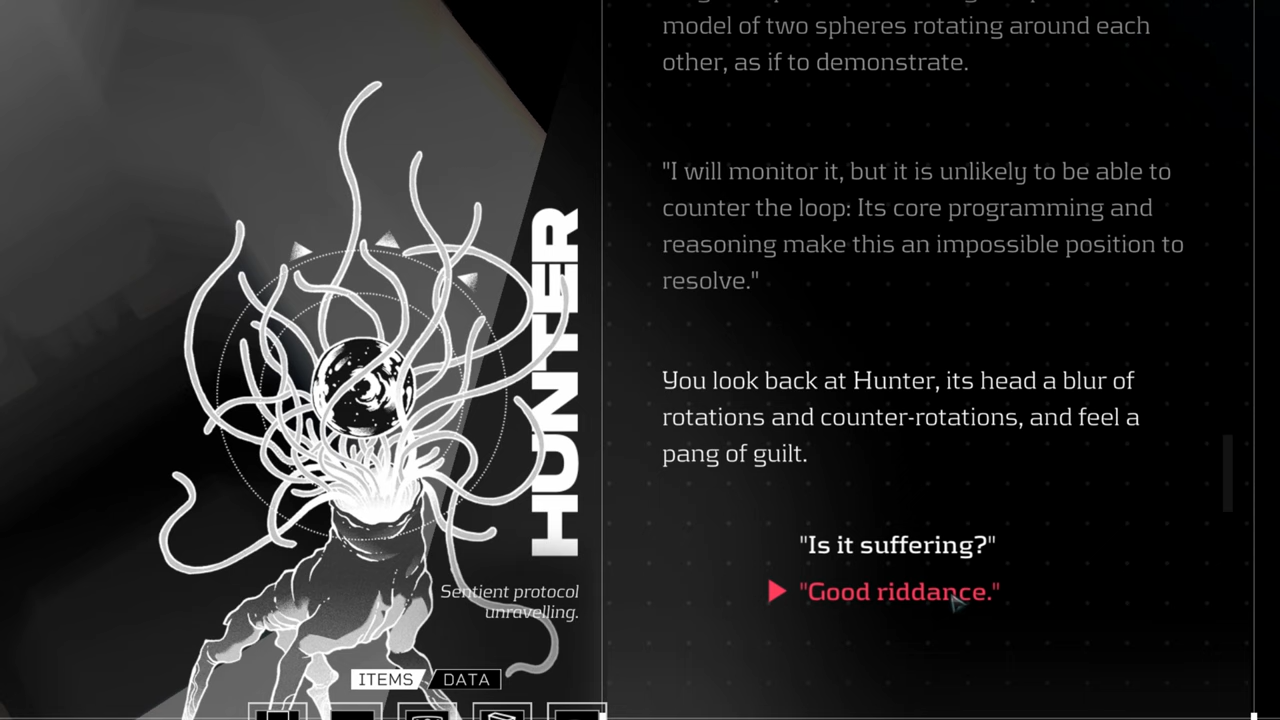 model of two spheres rotating around each
other, as if to demonstrate.
"I will monitor it, but it is unlikely to be able to
counter the loop: Its core programming and
reasoning make this an impossible position to
resolve."
You look back at Hunter, its head a blur of
rotations and counter-rotations, and feel a
pang of guilt.
"Is it suffering?"
"Good riddance."
HUNTER
Sentient protocol
unravelling.
ITEMS
DATA